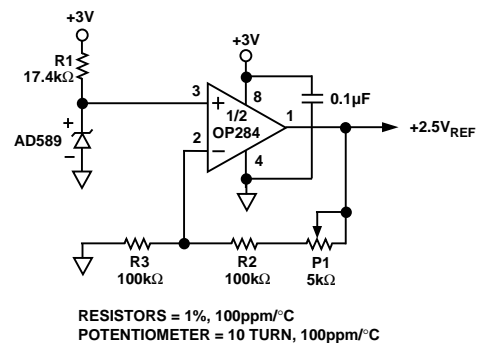 +3V
R1
17.4kΩ
+3V
3
8
0.1µF
+
1/2
OP284
1
+2.5VREF
+
AD589
–
2
–
4
R3
100kΩ
R2
100kΩ
P1
5kΩ
RESISTORS = 1%, 100ppm/°C
POTENTIOMETER = 10 TURN, 100ppm/°C